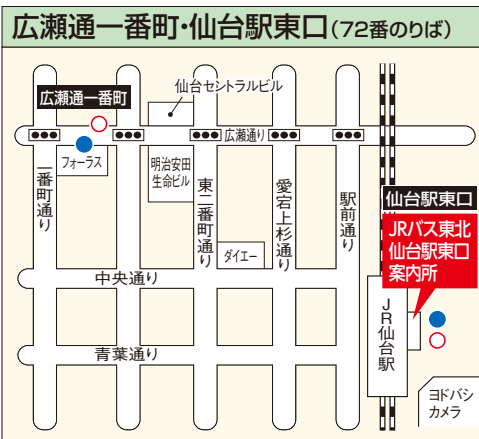 広瀬通一番町・仙台駅東口(72番のりば)
仙台セントラルビル
広瀬通一番町
広瀬通り
フォーラス
明治安田
生命ビル
一番町通り
東二番町通り
愛宕上杉通り
駅前通り
ダイエー
仙台駅東口
JRバス東北
仙台駅東口
案内所
中央通り
JR仙台駅
青葉通り
ヨドバシ
カメラ